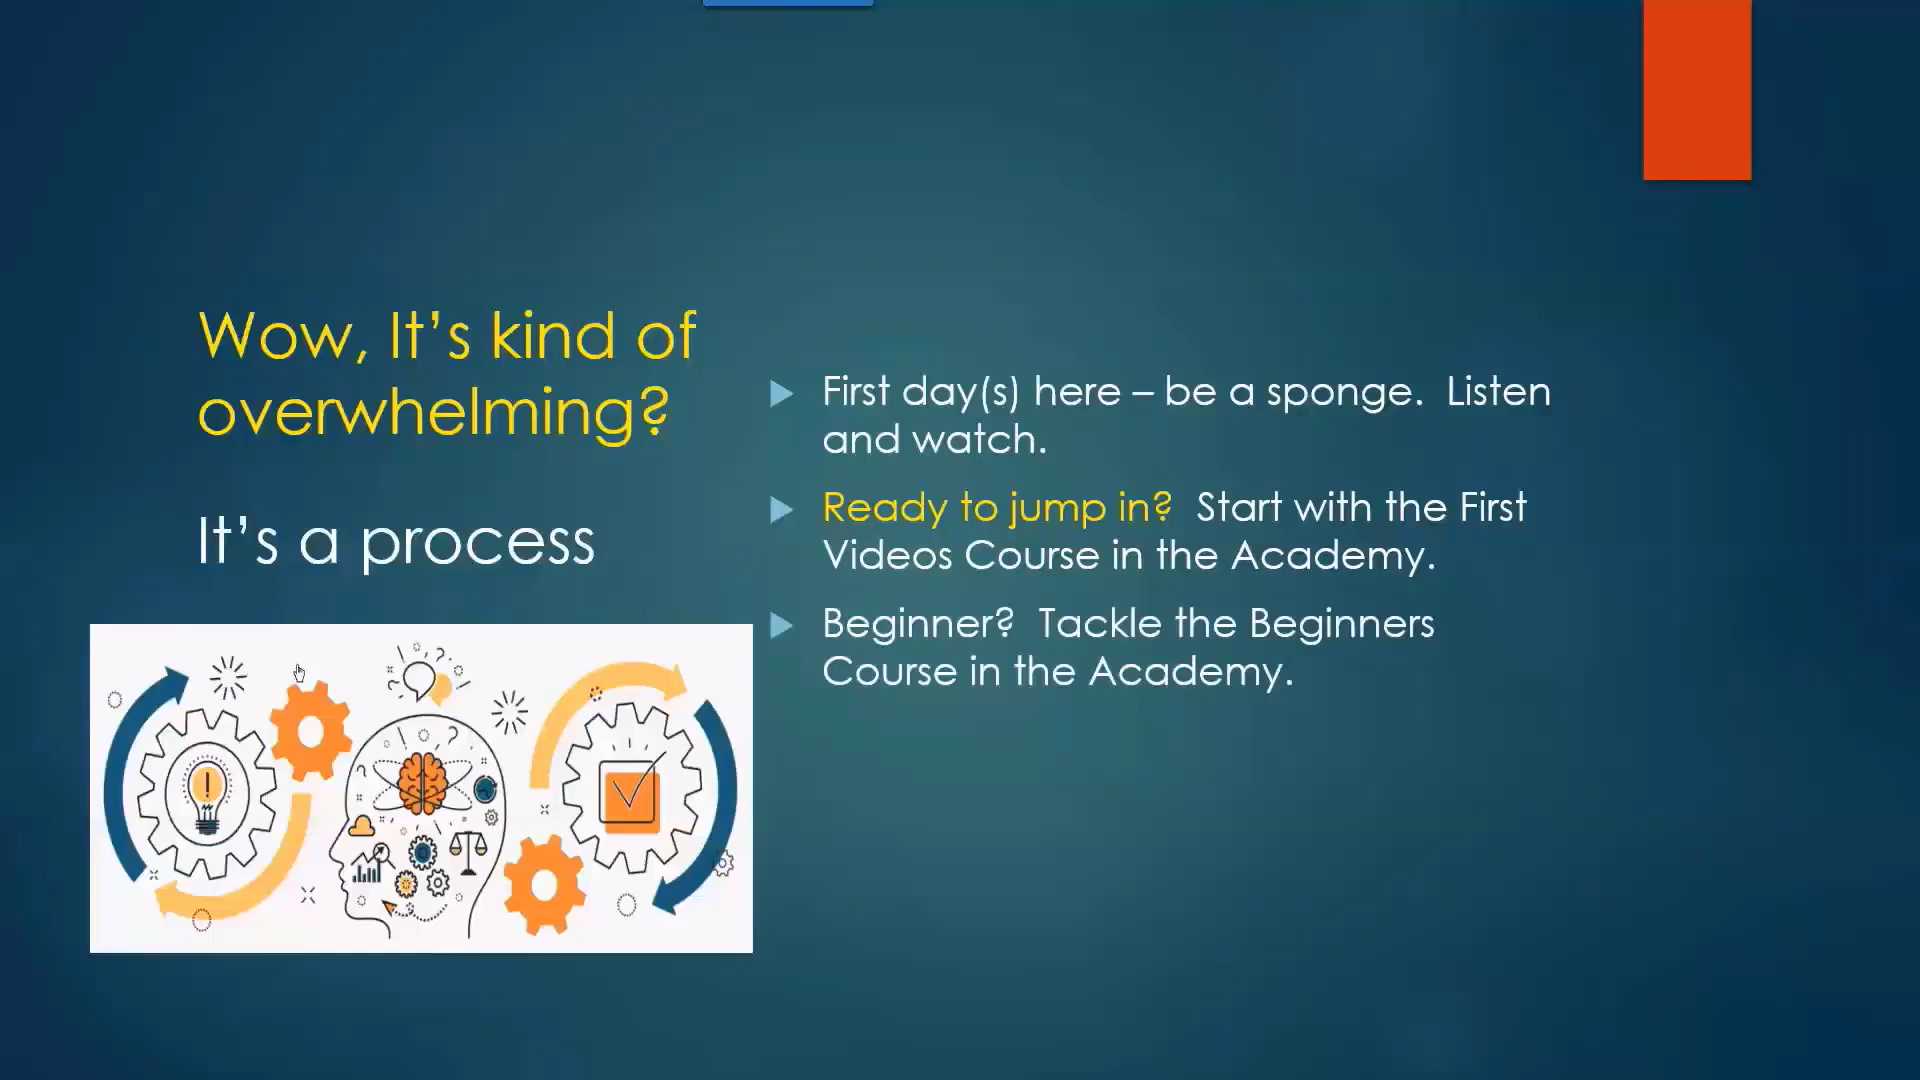 Wow, It’s kind of
overwhelming?
It’s a process
First day(s) here – be a sponge.  Listen
and watch.
Ready to jump in?  Start with the First
Videos Course in the Academy.
Beginner?  Tackle the Beginners
Course in the Academy.